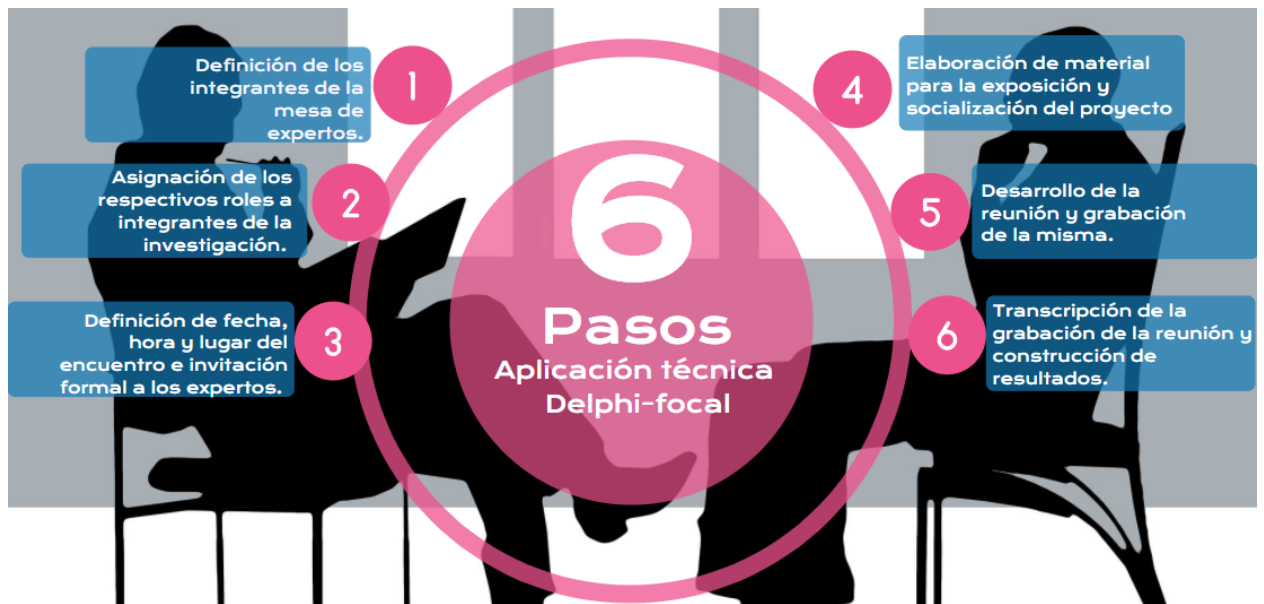 1
Definición de los
integrantes de la
mesa de
expertos.
2
Asignación de los
respectivos roles a
integrantes de la
investigación.
3
Definición de fecha,
hora y lugar del
encuentro e invitación
formal a los expertos.
6
Pasos
Aplicación técnica
Delphi-focal
4
Elaboración de material
para la exposición y
socialización del proyecto
5
Desarrollo de la
reunión y grabación
de la misma.
6
Transcripción de la
grabación de la reunión y
construcción de
resultados.